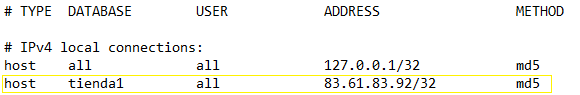 # TYPE  DATABASE        USER            ADDRESS                 METHOD
# IPv4 local connections:
host    all             all             127.0.0.1/32            md5
host    tienda1         all             83.61.83.92/32          md5